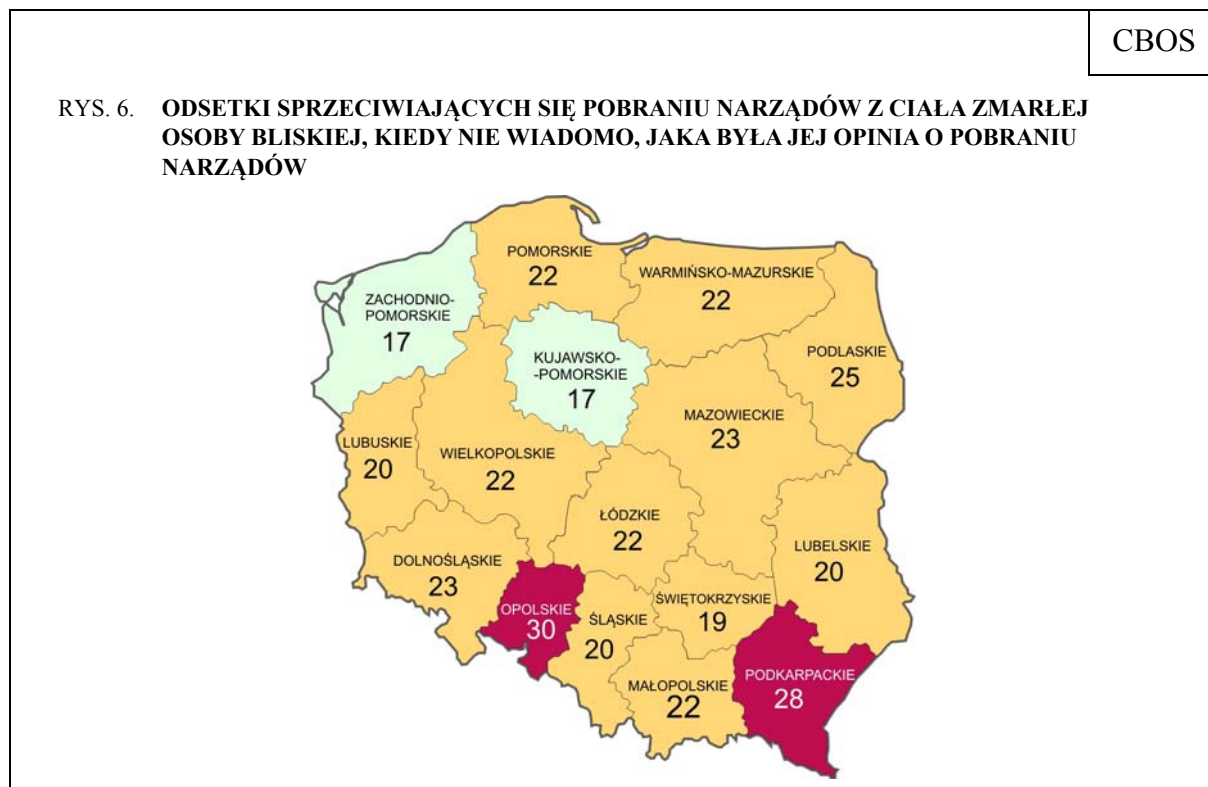 CBOS
RYS. 6. ODSETKI SPRZECIWIAJĄCYCH SIĘ POBRANIU NARZĄDÓW Z CIAŁA ZMARŁEJ
OSOBY BLISKIEJ, KIEDY NIE WIADOMO, JAKA BYŁA JEJ OPINIA O POBRANIU
NARZĄDÓW
POMORSKIE
22
WARMIŃSKO-MAZURSKIE
22
ZACHODNIO-
POMORSKIE
17
KUJAWSKO-
-POMORSKIE
17
PODLASKIE
25
MAZOWIECKIE
23
LUBUSKIE
20
WIELKOPOLSKIE
22
ŁÓDZKIE
22
LUBELSKIE
20
DOLNOŚLĄSKIE
23
OPOLSKIE
30
ŚLĄSKIE
20
ŚWIĘTOKRZYSKIE
19
MAŁOPOLSKIE
22
PODKARPACKIE
28